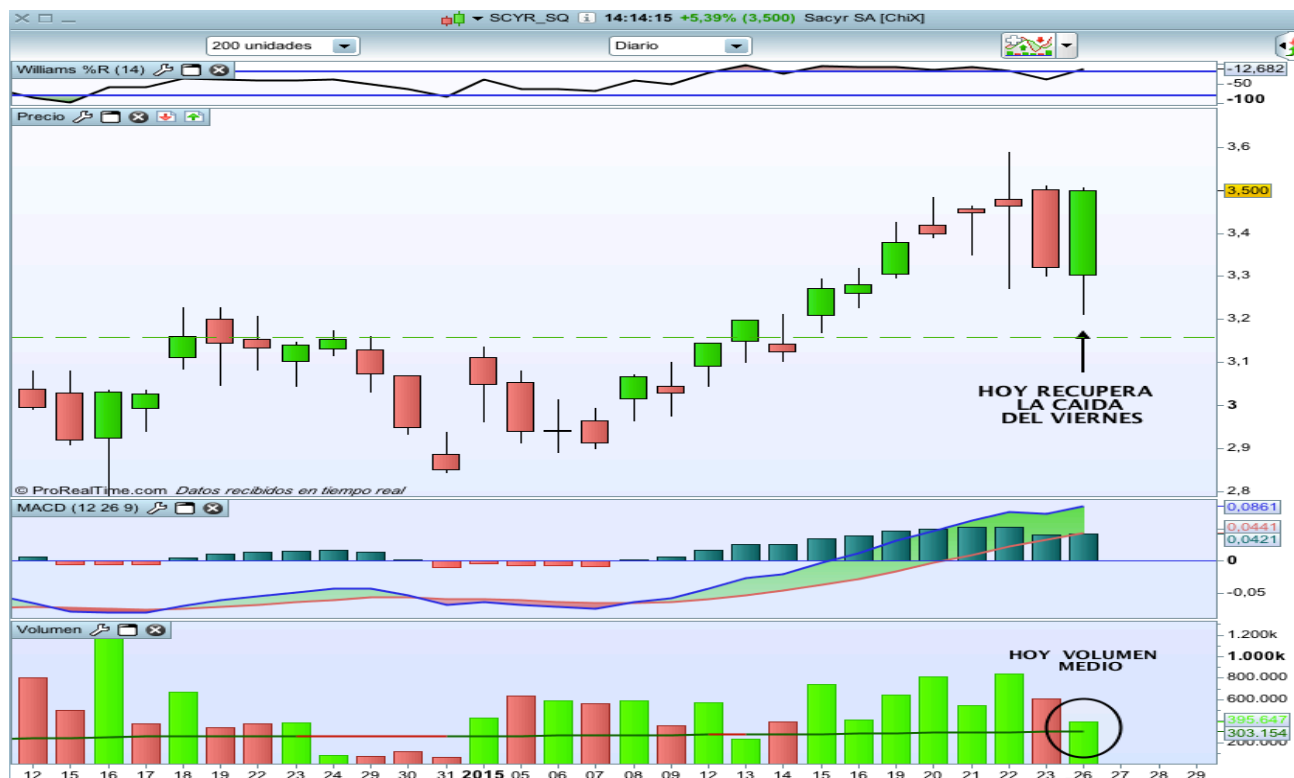 SCYR_SQ 14:14:15 +5,39% (3,500) Sacyr SA [ChiX]
200 unidades Diario
Williams %R (14)
-12,682
-50
-100
Precio
3,6
3,500
3,4
3,3
3,2
3,1
3
2,9
2,8
HOY RECUPERA
LA CAIDA
DEL VIERNES
© ProRealTime.com Datos recibidos en tiempo real
MACD (12 26 9)
0,0861
0,0441
0,0421
0
-0,05
Volumen
HOY VOLUMEN
MEDIO
1.200k
1.000k
800.000
600.000
395.647
303.154
200.000
12 15 16 17 18 19 22 23 24 29 30 31 2015 05 06 07 08 09 12 13 14 15 16 19 20 21 22 23 26 27 28 29